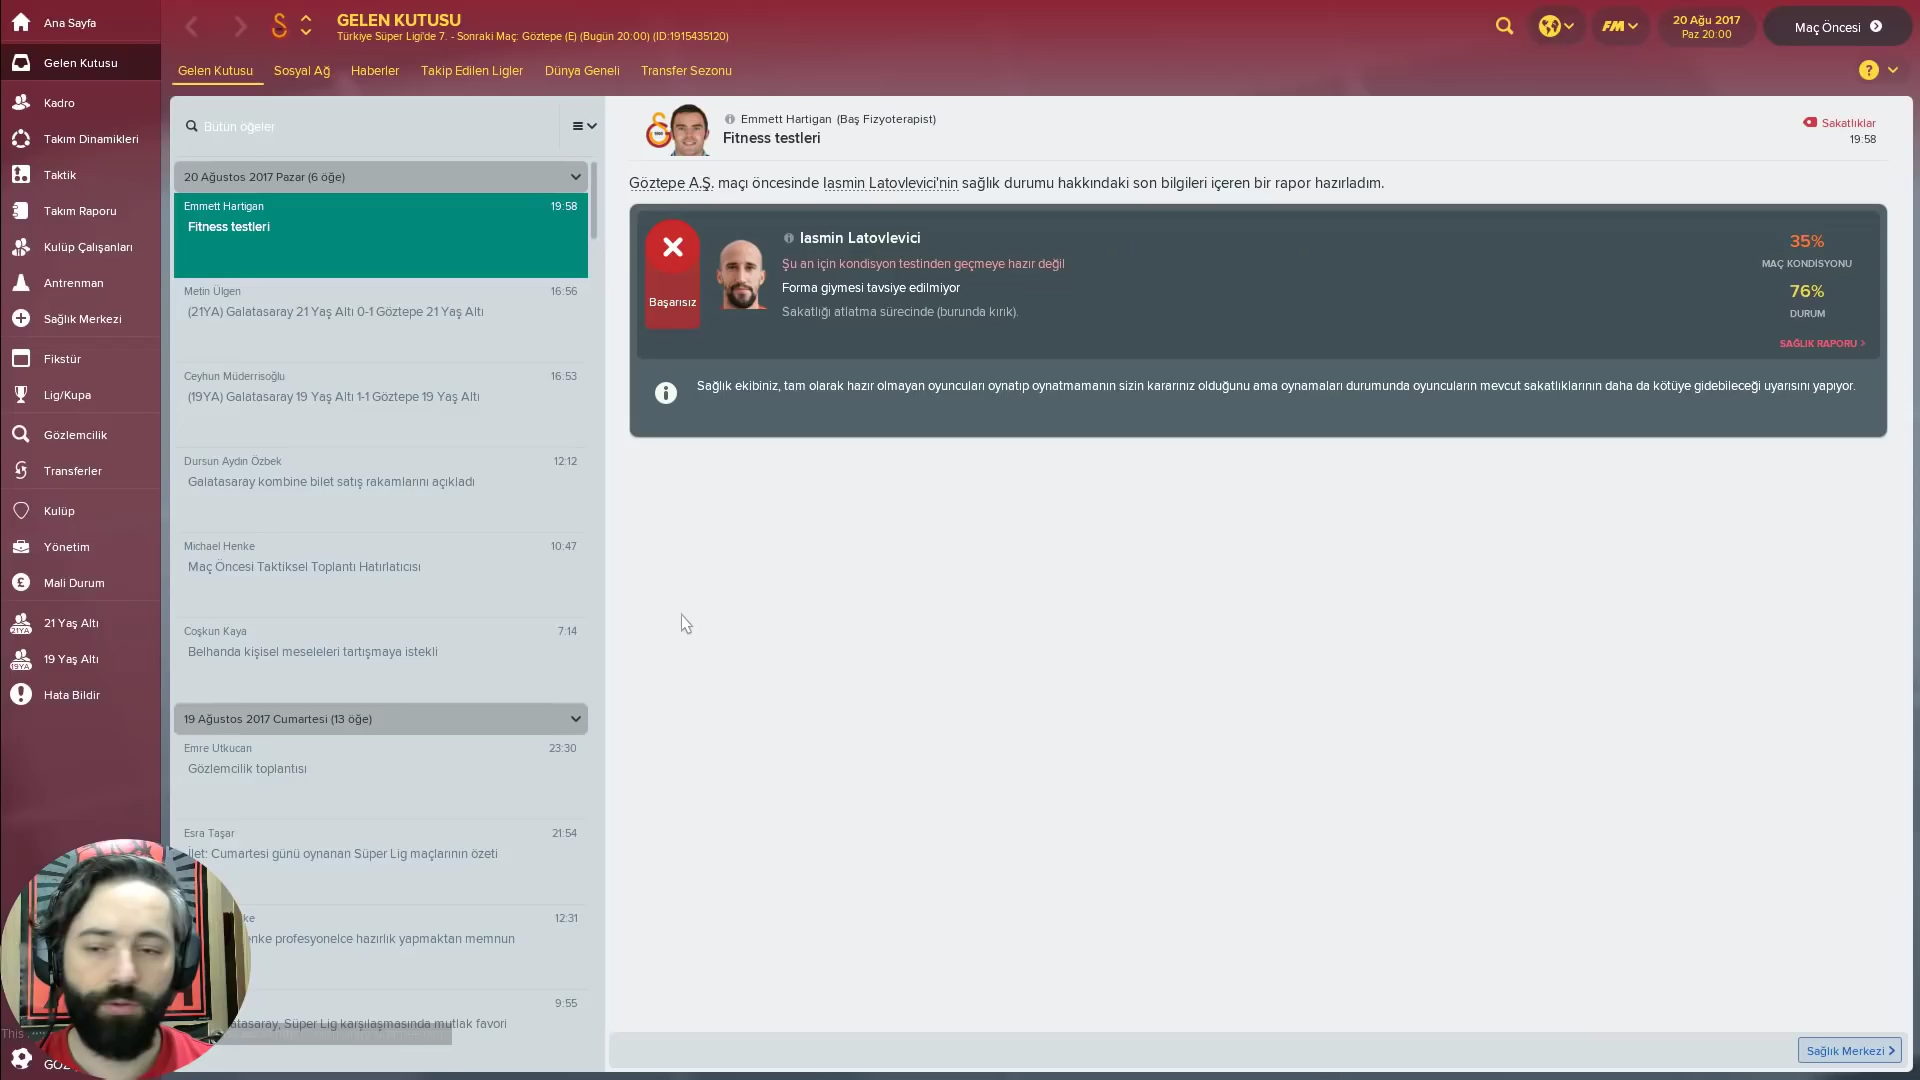 Ana Sayfa
Gelen Kutusu
Kadro
Takım Dinamikleri
Taktik
Takım Raporu
Kulüp Çalışanları
Antrenman
Sağlık Merkezi
Fikstür
Lig/Kupa
Gözlemcilik
Transferler
Kulüp
Yönetim
Mali Durum
21YA
21 Yaş Altı
19YA
19 Yaş Altı
Hata Bildir
GELEN KUTUSU
Türkiye Süper Ligi'de 7. - Sonraki Maç: Göztepe (E) (Bugün 20:00) (ID:1915435120)
FM
20 Ağu 2017
Paz 20:00
Maç Öncesi
Gelen Kutusu
Sosyal Ağ
Haberler
Takip Edilen Ligler
Dünya Geneli
Transfer Sezonu
?
Bütün öğeler
20 Ağustos 2017 Pazar (6 öğe)
Emmett Hartigan 19:58
Fitness testleri
Metin Ülgen 16:56
(21YA) Galatasaray 21 Yaş Altı 0-1 Göztepe 21 Yaş Altı
Ceyhun Müderrisoğlu 16:53
(19YA) Galatasaray 19 Yaş Altı 1-1 Göztepe 19 Yaş Altı
Dursun Aydın Özbek 12:12
Galatasaray kombine bilet satış rakamlarını açıkladı
Michael Henke 10:47
Maç Öncesi Taktiksel Toplantı Hatırlatıcısı
Coşkun Kaya 7:14
Belhanda kişisel meseleleri tartışmaya istekli
19 Ağustos 2017 Cumartesi (13 öğe)
Emre Utkucan 23:30
Gözlemcilik toplantısı
Esra Taşar 21:54
İlet: Cumartesi günü oynanan Süper Lig maçlarının özeti
ke 12:31
enke profesyonelce hazırlık yapmaktan memnun
9:55
atasaray, Süper Lig karşılaşmasında mutlak favori
This
Emmett Hartigan (Baş Fizyoterapist)
Fitness testleri
Sakatlıklar
19:58
Göztepe A.Ş. maçı öncesinde Iasmin Latovlevici'nin sağlık durumu hakkındaki son bilgileri içeren bir rapor hazırladım.
Başarısız
Iasmin Latovlevici
Şu an için kondisyon testinden geçmeye hazır değil
Forma giymesi tavsiye edilmiyor
Sakatlığı atlatma sürecinde (burunda kırık).
35%
MAÇ KONDİSYONU
76%
DURUM
SAĞLIK RAPORU
Sağlık ekibiniz, tam olarak hazır olmayan oyuncuları oynatıp oynatmamanın sizin kararınız olduğunu ama oynamaları durumunda oyuncuların mevcut sakatlıklarının daha da kötüye gidebileceği uyarısını yapıyor.
Sağlık Merkezi